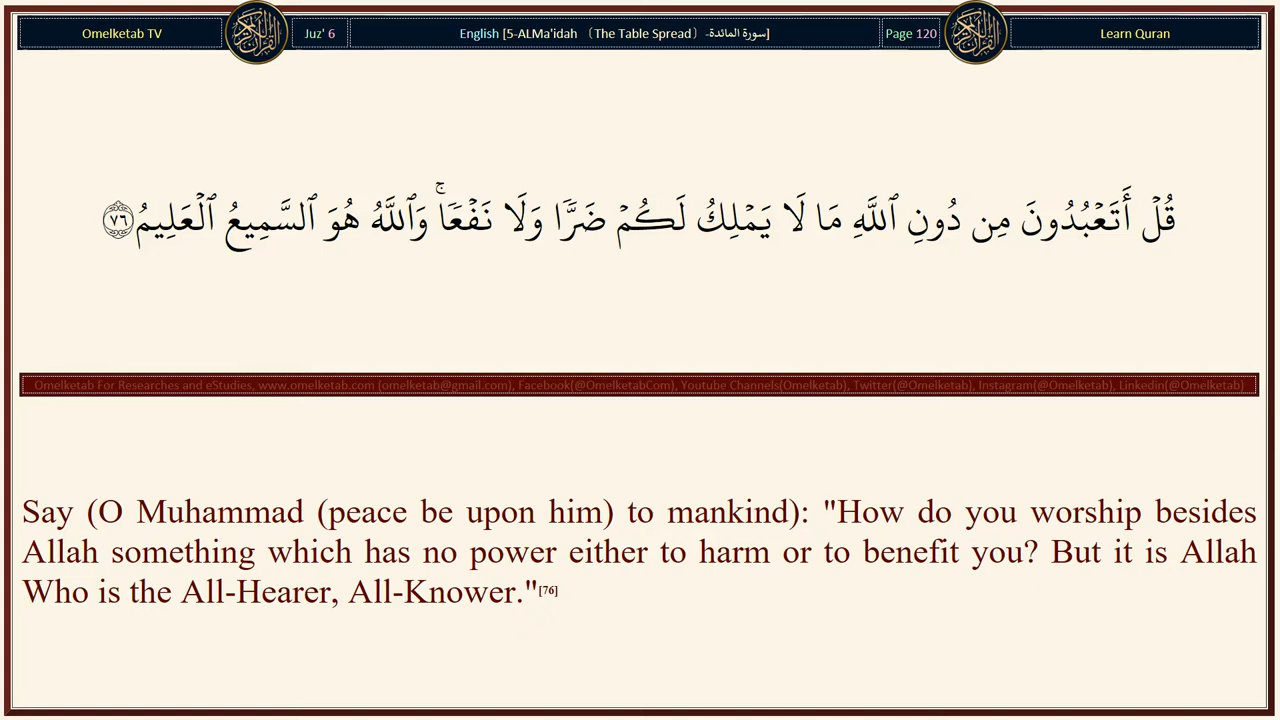 Omelketab TV
Juz' 6
English [5-ALMa'idah （The Table Spread） -سورة المائدة]
Page 120
Learn Quran
قُلۡ أَتَعۡبُدُونَ مِن دُونِ ٱللَّهِ مَا لَا يَمۡلِكُ لَكُمۡ ضَرّٗا وَلَا نَفۡعٗاۚ وَٱللَّهُ هُوَ ٱلسَّمِيعُ ٱلۡعَلِيمُ ٧٦
Omelketab For Researches and eStudies, www.omelketab.com (omelketab@gmail.com), Facebook(@OmelketabCom), Youtube Channels(Omelketab), Twitter(@Omelketab), Instagram(@Omelketab), Linkedin(@Omelketab)
Say (O Muhammad (peace be upon him) to mankind): "How do you worship besides
Allah something which has no power either to harm or to benefit you? But it is Allah
Who is the All-Hearer, All-Knower."[76]